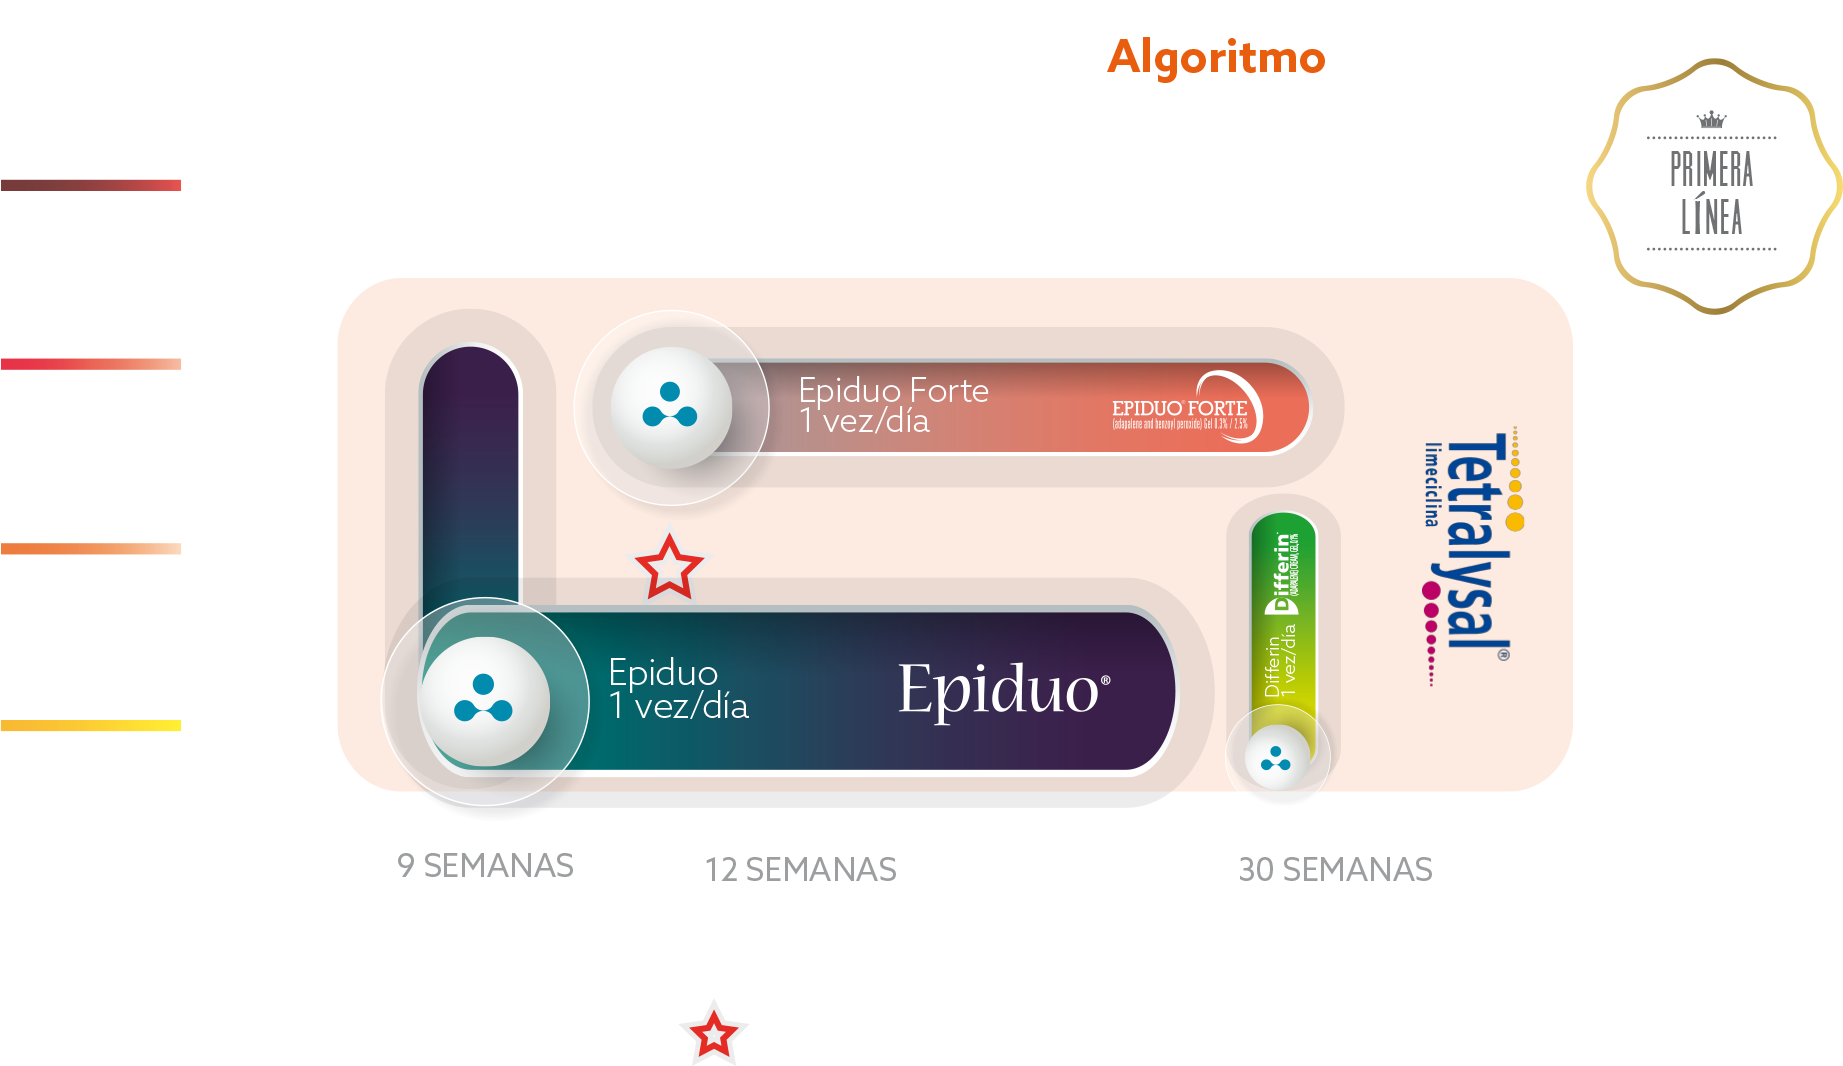 Algoritmo
PRIMERA
LÍNEA
Epiduo Forte
1 vez/día
EPIDUO® FORTE
(adapalene and benzoyl peroxide) Gel 0.3% / 2.5%
Tetralysal®
limeciclina
Differin
(ADAPALENE) CREAM, GEL, 0.1%
Differin
1 vez/día
Epiduo
1 vez/día
Epiduo®
9 SEMANAS
12 SEMANAS
30 SEMANAS